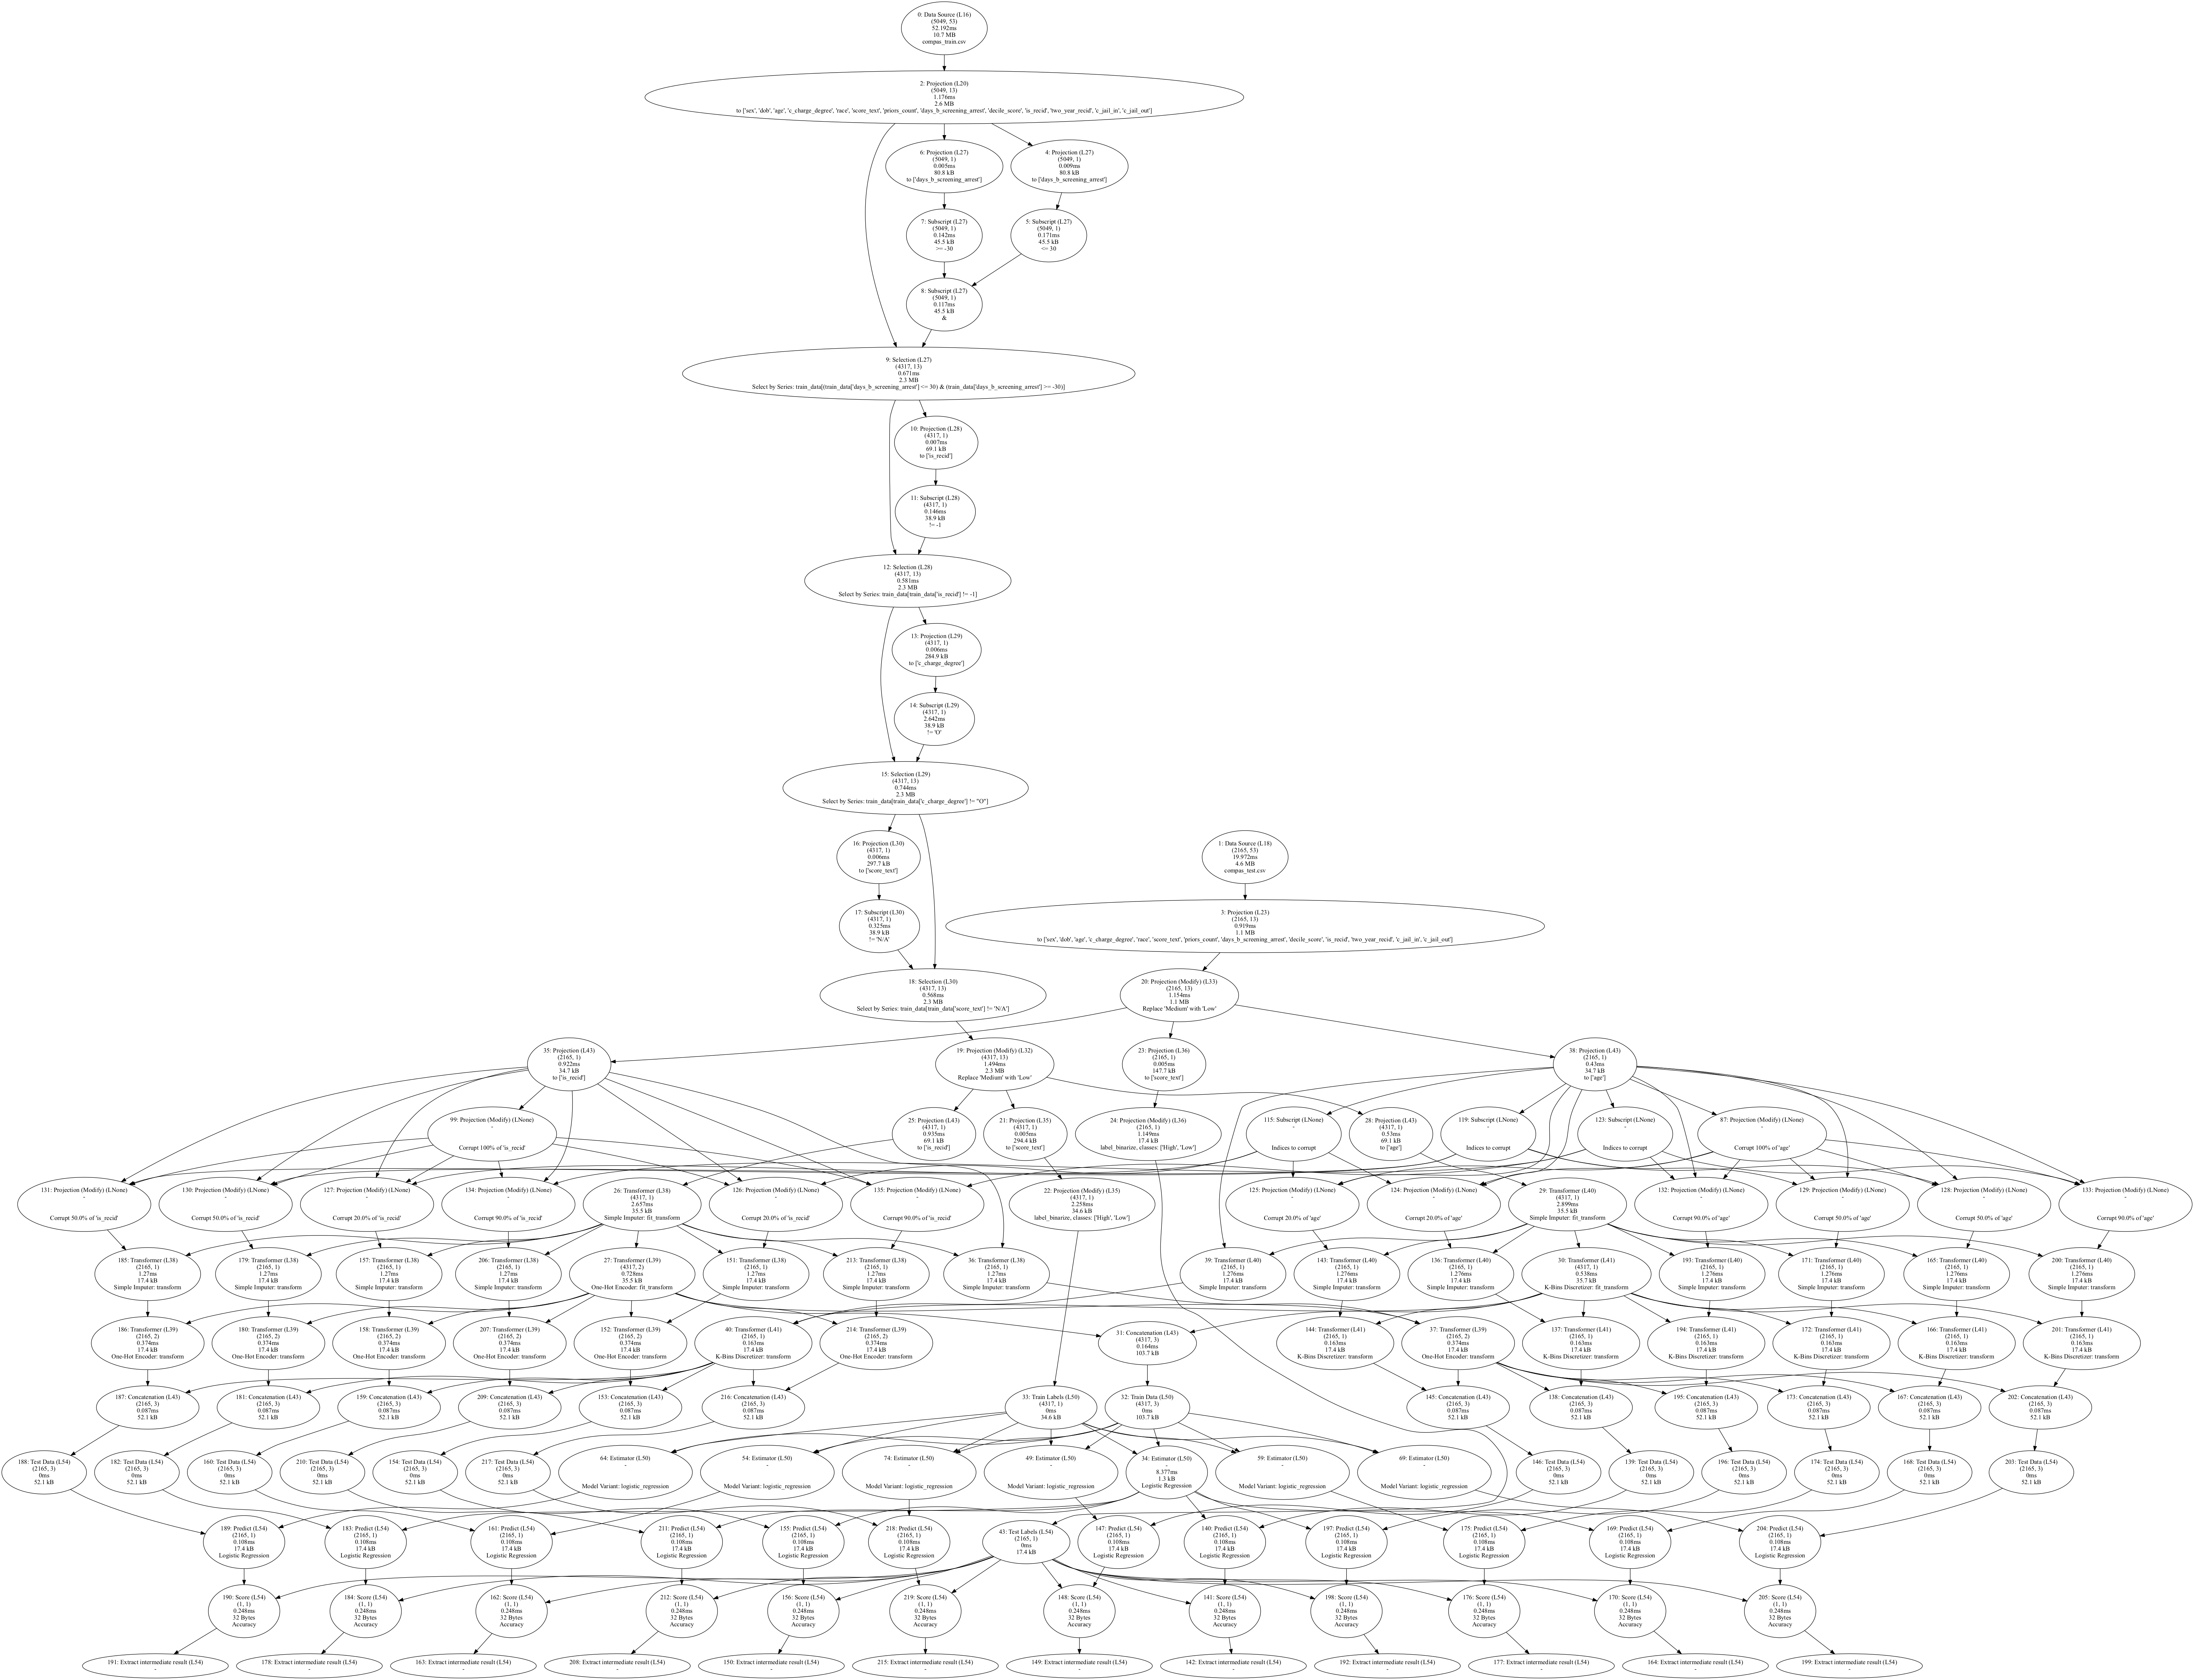 0: Data Source (L16)
(5049, 53)
52.192ms
10.7 MB
compas_train.csv
2: Projection (L20)
(5049, 13)
1.176ms
2.6 MB
to ['sex', 'dob', 'age', 'c_charge_degree', 'race', 'score_text', 'priors_count', 'days_b_screening_arrest', 'decile_score', 'is_recid', 'two_year_recid', 'c_jail_in', 'c_jail_out']
6: Projection (L27)
(5049, 1)
0.005ms
80.8 kB
to ['days_b_screening_arrest']
4: Projection (L27)
(5049, 1)
0.009ms
80.8 kB
to ['days_b_screening_arrest']
7: Subscript (L27)
(5049, 1)
0.142ms
45.5 kB
>= -30
5: Subscript (L27)
(5049, 1)
0.171ms
45.5 kB
<= 30
8: Subscript (L27)
(5049, 1)
0.117ms
45.5 kB
&
9: Selection (L27)
(4317, 13)
0.671ms
2.3 MB
Select by Series: train_data[(train_data['days_b_screening_arrest'] <= 30) & (train_data['days_b_screening_arrest'] >= -30)]
10: Projection (L28)
(4317, 1)
0.007ms
69.1 kB
to ['is_recid']
11: Subscript (L28)
(4317, 1)
0.146ms
38.9 kB
!= -1
12: Selection (L28)
(4317, 13)
0.581ms
2.3 MB
Select by Series: train_data[train_data['is_recid'] != -1]
13: Projection (L29)
(4317, 1)
0.006ms
284.9 kB
to ['c_charge_degree']
14: Subscript (L29)
(4317, 1)
2.642ms
38.9 kB
!= 'O'
15: Selection (L29)
(4317, 13)
0.744ms
2.3 MB
Select by Series: train_data[train_data['c_charge_degree'] != "O"]
16: Projection (L30)
(4317, 1)
0.006ms
297.7 kB
to ['score_text']
1: Data Source (L18)
(2165, 53)
19.972ms
4.6 MB
compas_test.csv
17: Subscript (L30)
(4317, 1)
0.325ms
38.9 kB
!= 'N/A'
3: Projection (L23)
(2165, 13)
0.919ms
1.1 MB
to ['sex', 'dob', 'age', 'c_charge_degree', 'race', 'score_text', 'priors_count', 'days_b_screening_arrest', 'decile_score', 'is_recid', 'two_year_recid', 'c_jail_in', 'c_jail_out']
18: Selection (L30)
(4317, 13)
0.568ms
2.3 MB
Select by Series: train_data[train_data['score_text'] != 'N/A']
20: Projection (Modify) (L33)
(2165, 13)
1.154ms
1.1 MB
Replace 'Medium' with 'Low'
35: Projection (L43)
(2165, 1)
0.922ms
34.7 kB
to ['is_recid']
19: Projection (Modify) (L32)
(4317, 13)
1.494ms
2.3 MB
Replace 'Medium' with 'Low'
23: Projection (L36)
(2165, 1)
0.005ms
147.7 kB
to ['score_text']
38: Projection (L43)
(2165, 1)
0.43ms
34.7 kB
to ['age']
99: Projection (Modify) (LNone)
-
Corrupt 100% of 'is_recid'
25: Projection (L43)
(4317, 1)
0.935ms
69.1 kB
to ['is_recid']
21: Projection (L35)
(4317, 1)
0.005ms
294.4 kB
to ['score_text']
24: Projection (Modify) (L36)
(2165, 1)
1.149ms
17.4 kB
label_binarize, classes: ['High', 'Low']
115: Subscript (LNone)
-
Indices to corrupt
28: Projection (L43)
(4317, 1)
0.53ms
69.1 kB
to ['age']
119: Subscript (LNone)
-
Indices to corrupt
123: Subscript (LNone)
-
Indices to corrupt
87: Projection (Modify) (LNone)
-
Corrupt 100% of 'age'
131: Projection (Modify) (LNone)
-
Corrupt 50.0% of 'is_recid'
130: Projection (Modify) (LNone)
-
Corrupt 50.0% of 'is_recid'
127: Projection (Modify) (LNone)
-
Corrupt 20.0% of 'is_recid'
134: Projection (Modify) (LNone)
-
Corrupt 90.0% of 'is_recid'
26: Transformer (L38)
(4317, 1)
2.657ms
35.5 kB
Simple Imputer: fit_transform
126: Projection (Modify) (LNone)
-
Corrupt 20.0% of 'is_recid'
135: Projection (Modify) (LNone)
-
Corrupt 90.0% of 'is_recid'
22: Projection (Modify) (L35)
(4317, 1)
2.258ms
34.6 kB
label_binarize, classes: ['High', 'Low']
125: Projection (Modify) (LNone)
-
Corrupt 20.0% of 'age'
124: Projection (Modify) (LNone)
-
Corrupt 20.0% of 'age'
29: Transformer (L40)
(4317, 1)
2.899ms
35.5 kB
Simple Imputer: fit_transform
132: Projection (Modify) (LNone)
-
Corrupt 90.0% of 'age'
129: Projection (Modify) (LNone)
-
Corrupt 50.0% of 'age'
128: Projection (Modify) (LNone)
-
Corrupt 50.0% of 'age'
133: Projection (Modify) (LNone)
-
Corrupt 90.0% of 'age'
185: Transformer (L38)
(2165, 1)
1.27ms
17.4 kB
Simple Imputer: transform
179: Transformer (L38)
(2165, 1)
1.27ms
17.4 kB
Simple Imputer: transform
157: Transformer (L38)
(2165, 1)
1.27ms
17.4 kB
Simple Imputer: transform
206: Transformer (L38)
(2165, 1)
1.27ms
17.4 kB
Simple Imputer: transform
27: Transformer (L39)
(4317, 2)
0.728ms
35.5 kB
One-Hot Encoder: fit_transform
151: Transformer (L38)
(2165, 1)
1.27ms
17.4 kB
Simple Imputer: transform
213: Transformer (L38)
(2165, 1)
1.27ms
17.4 kB
Simple Imputer: transform
36: Transformer (L38)
(2165, 1)
1.27ms
17.4 kB
Simple Imputer: transform
39: Transformer (L40)
(2165, 1)
1.276ms
17.4 kB
Simple Imputer: transform
143: Transformer (L40)
(2165, 1)
1.276ms
17.4 kB
Simple Imputer: transform
136: Transformer (L40)
(2165, 1)
1.276ms
17.4 kB
Simple Imputer: transform
30: Transformer (L41)
(4317, 1)
0.538ms
35.7 kB
K-Bins Discretizer: fit_transform
193: Transformer (L40)
(2165, 1)
1.276ms
17.4 kB
Simple Imputer: transform
171: Transformer (L40)
(2165, 1)
1.276ms
17.4 kB
Simple Imputer: transform
165: Transformer (L40)
(2165, 1)
1.276ms
17.4 kB
Simple Imputer: transform
200: Transformer (L40)
(2165, 1)
1.276ms
17.4 kB
Simple Imputer: transform
186: Transformer (L39)
(2165, 2)
0.374ms
17.4 kB
One-Hot Encoder: transform
180: Transformer (L39)
(2165, 2)
0.374ms
17.4 kB
One-Hot Encoder: transform
158: Transformer (L39)
(2165, 2)
0.374ms
17.4 kB
One-Hot Encoder: transform
207: Transformer (L39)
(2165, 2)
0.374ms
17.4 kB
One-Hot Encoder: transform
152: Transformer (L39)
(2165, 2)
0.374ms
17.4 kB
One-Hot Encoder: transform
40: Transformer (L41)
(2165, 1)
0.163ms
17.4 kB
K-Bins Discretizer: transform
214: Transformer (L39)
(2165, 2)
0.374ms
17.4 kB
One-Hot Encoder: transform
31: Concatenation (L43)
(4317, 3)
0.164ms
103.7 kB
144: Transformer (L41)
(2165, 1)
0.163ms
17.4 kB
K-Bins Discretizer: transform
37: Transformer (L39)
(2165, 2)
0.374ms
17.4 kB
One-Hot Encoder: transform
137: Transformer (L41)
(2165, 1)
0.163ms
17.4 kB
K-Bins Discretizer: transform
194: Transformer (L41)
(2165, 1)
0.163ms
17.4 kB
K-Bins Discretizer: transform
172: Transformer (L41)
(2165, 1)
0.163ms
17.4 kB
K-Bins Discretizer: transform
166: Transformer (L41)
(2165, 1)
0.163ms
17.4 kB
K-Bins Discretizer: transform
201: Transformer (L41)
(2165, 1)
0.163ms
17.4 kB
K-Bins Discretizer: transform
187: Concatenation (L43)
(2165, 3)
0.087ms
52.1 kB
181: Concatenation (L43)
(2165, 3)
0.087ms
52.1 kB
159: Concatenation (L43)
(2165, 3)
0.087ms
52.1 kB
209: Concatenation (L43)
(2165, 3)
0.087ms
52.1 kB
153: Concatenation (L43)
(2165, 3)
0.087ms
52.1 kB
216: Concatenation (L43)
(2165, 3)
0.087ms
52.1 kB
33: Train Labels (L50)
(4317, 1)
0ms
34.6 kB
32: Train Data (L50)
(4317, 3)
0ms
103.7 kB
145: Concatenation (L43)
(2165, 3)
0.087ms
52.1 kB
138: Concatenation (L43)
(2165, 3)
0.087ms
52.1 kB
195: Concatenation (L43)
(2165, 3)
0.087ms
52.1 kB
173: Concatenation (L43)
(2165, 3)
0.087ms
52.1 kB
167: Concatenation (L43)
(2165, 3)
0.087ms
52.1 kB
202: Concatenation (L43)
(2165, 3)
0.087ms
52.1 kB
188: Test Data (L54)
(2165, 3)
0ms
52.1 kB
182: Test Data (L54)
(2165, 3)
0ms
52.1 kB
160: Test Data (L54)
(2165, 3)
0ms
52.1 kB
210: Test Data (L54)
(2165, 3)
0ms
52.1 kB
154: Test Data (L54)
(2165, 3)
0ms
52.1 kB
217: Test Data (L54)
(2165, 3)
0ms
52.1 kB
64: Estimator (L50)
-
Model Variant: logistic_regression
54: Estimator (L50)
-
Model Variant: logistic_regression
74: Estimator (L50)
-
Model Variant: logistic_regression
49: Estimator (L50)
-
Model Variant: logistic_regression
34: Estimator (L50)
-
8.377ms
1.3 kB
Logistic Regression
59: Estimator (L50)
-
Model Variant: logistic_regression
69: Estimator (L50)
-
Model Variant: logistic_regression
146: Test Data (L54)
(2165, 3)
0ms
52.1 kB
139: Test Data (L54)
(2165, 3)
0ms
52.1 kB
196: Test Data (L54)
(2165, 3)
0ms
52.1 kB
174: Test Data (L54)
(2165, 3)
0ms
52.1 kB
168: Test Data (L54)
(2165, 3)
0ms
52.1 kB
203: Test Data (L54)
(2165, 3)
0ms
52.1 kB
189: Predict (L54)
(2165, 1)
0.108ms
17.4 kB
Logistic Regression
183: Predict (L54)
(2165, 1)
0.108ms
17.4 kB
Logistic Regression
161: Predict (L54)
(2165, 1)
0.108ms
17.4 kB
Logistic Regression
211: Predict (L54)
(2165, 1)
0.108ms
17.4 kB
Logistic Regression
155: Predict (L54)
(2165, 1)
0.108ms
17.4 kB
Logistic Regression
218: Predict (L54)
(2165, 1)
0.108ms
17.4 kB
Logistic Regression
43: Test Labels (L54)
(2165, 1)
0ms
17.4 kB
147: Predict (L54)
(2165, 1)
0.108ms
17.4 kB
Logistic Regression
140: Predict (L54)
(2165, 1)
0.108ms
17.4 kB
Logistic Regression
197: Predict (L54)
(2165, 1)
0.108ms
17.4 kB
Logistic Regression
175: Predict (L54)
(2165, 1)
0.108ms
17.4 kB
Logistic Regression
169: Predict (L54)
(2165, 1)
0.108ms
17.4 kB
Logistic Regression
204: Predict (L54)
(2165, 1)
0.108ms
17.4 kB
Logistic Regression
190: Score (L54)
(1, 1)
0.248ms
32 Bytes
Accuracy
184: Score (L54)
(1, 1)
0.248ms
32 Bytes
Accuracy
162: Score (L54)
(1, 1)
0.248ms
32 Bytes
Accuracy
212: Score (L54)
(1, 1)
0.248ms
32 Bytes
Accuracy
156: Score (L54)
(1, 1)
0.248ms
32 Bytes
Accuracy
219: Score (L54)
(1, 1)
0.248ms
32 Bytes
Accuracy
148: Score (L54)
(1, 1)
0.248ms
32 Bytes
Accuracy
141: Score (L54)
(1, 1)
0.248ms
32 Bytes
Accuracy
198: Score (L54)
(1, 1)
0.248ms
32 Bytes
Accuracy
176: Score (L54)
(1, 1)
0.248ms
32 Bytes
Accuracy
170: Score (L54)
(1, 1)
0.248ms
32 Bytes
Accuracy
205: Score (L54)
(1, 1)
0.248ms
32 Bytes
Accuracy
191: Extract intermediate result (L54)
-
178: Extract intermediate result (L54)
-
163: Extract intermediate result (L54)
-
208: Extract intermediate result (L54)
-
150: Extract intermediate result (L54)
-
215: Extract intermediate result (L54)
-
149: Extract intermediate result (L54)
-
142: Extract intermediate result (L54)
-
192: Extract intermediate result (L54)
-
177: Extract intermediate result (L54)
-
164: Extract intermediate result (L54)
-
199: Extract intermediate result (L54)
-